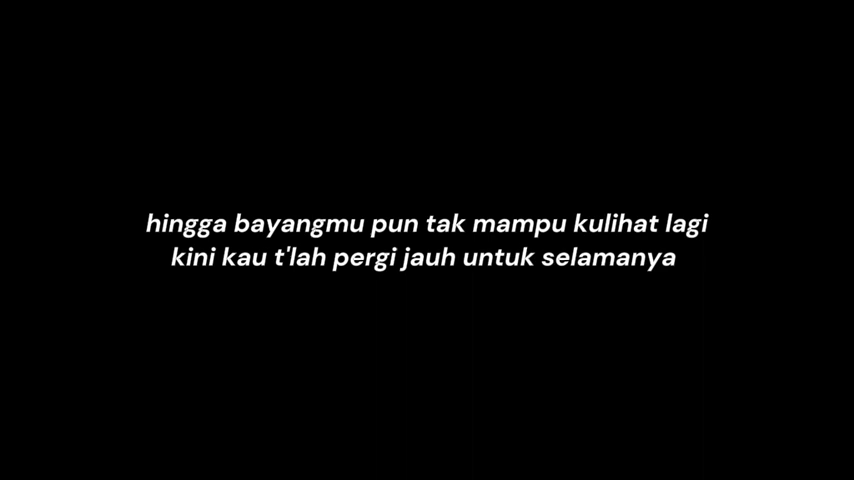 hingga bayangmu pun tak mampu kulihat lagi
kini kau t'lah pergi jauh untuk selamanya